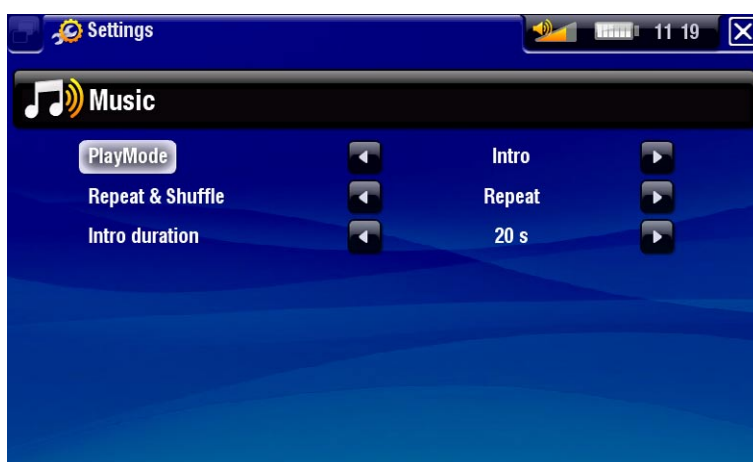 Settings 11 19
Music
PlayMode Intro
Repeat & Shuffle Repeat
Intro duration 20 s